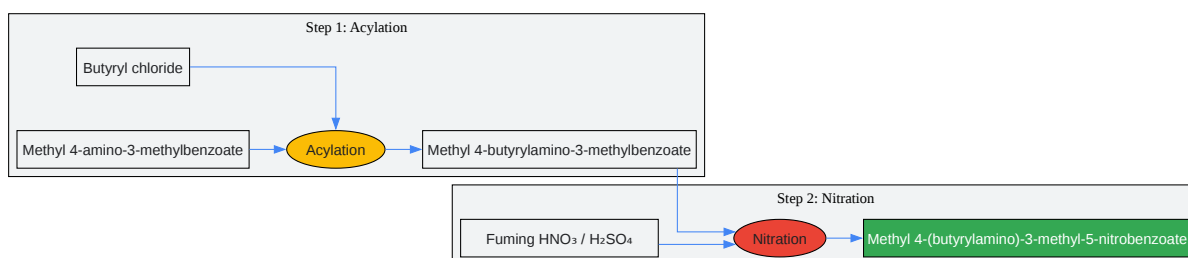 Step 1: Acylation
Butyryl chloride
Methyl 4-amino-3-methylbenzoate
Acylation
Methyl 4-butyrylamino-3-methylbenzoate
Step 2: Nitration
Fuming HNO₃ / H₂SO₄
Nitration
Methyl 4-(butyrylamino)-3-methyl-5-nitrobenzoate